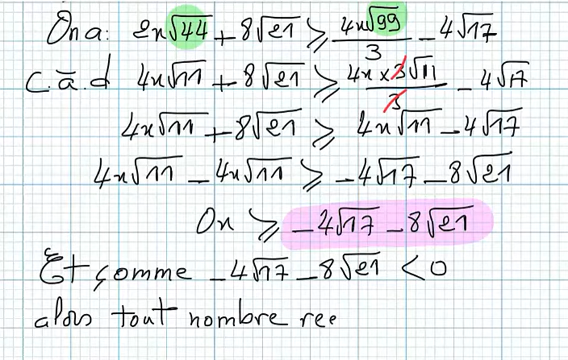 On a: 2x√44 + 8√21 ⩾ 4x√99/3 − 4√17
C.à.d 4x√11 + 8√21 ⩾ 4x×3√11/3 − 4√17
4x√11 + 8√21 ⩾ 4x√11 − 4√17
4x√11 − 4x√11 ⩾ −4√17 − 8√21
0x ⩾ −4√17 − 8√21
Et comme −4√17 − 8√21 < 0
alors tout nombre ree